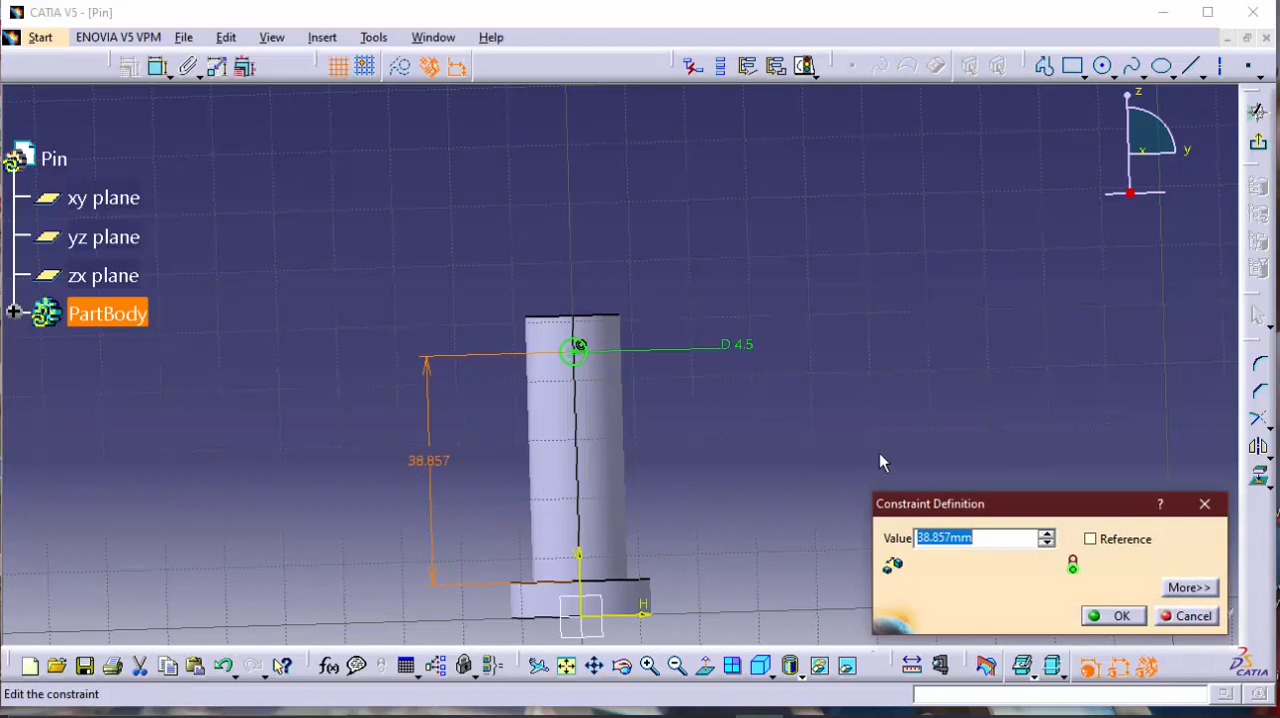 CATIA V5 - [Pin]
Start ENOVIA V5 VPM File Edit View Insert Tools Window Help
z
x y
Pin
xy plane
yz plane
zx plane
PartBody
D 4.5
38.857
H
Constraint Definition ?
Value 38.857mm Reference
More>>
OK Cancel
f(x)
CATIA
Edit the constraint